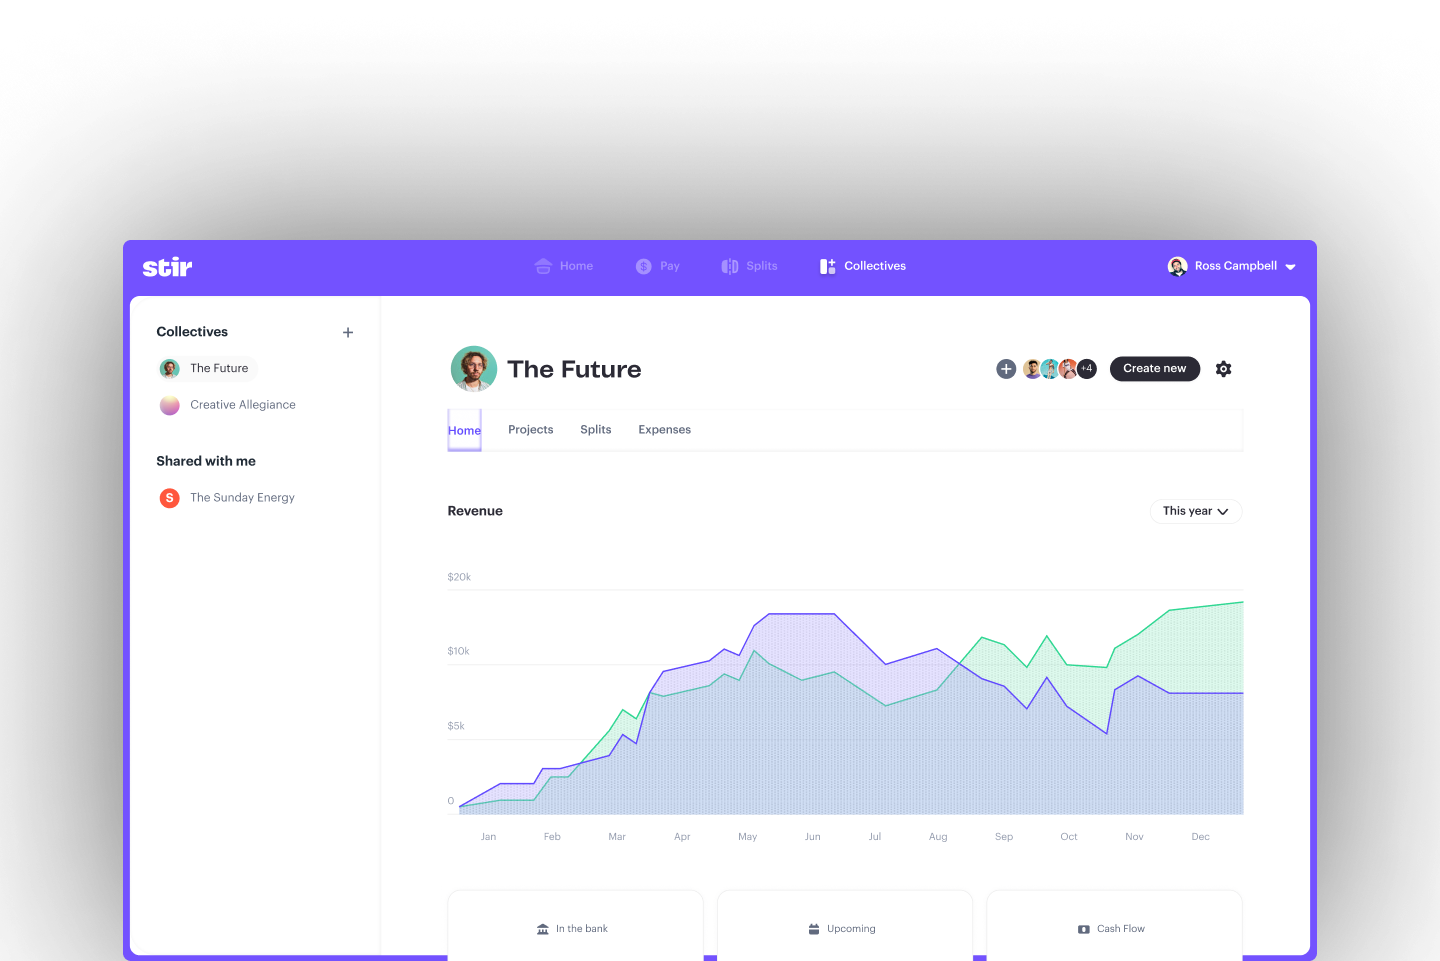 stir
Home
Pay
Splits
Collectives
Ross Campbell
Collectives
The Future
Creative Allegiance
Shared with me
S
The Sunday Energy
The Future
+4
Create new
Home
Projects
Splits
Expenses
Revenue
This year
$20k
$10k
$5k
0
Jan
Feb
Mar
Apr
May
Jun
Jul
Aug
Sep
Oct
Nov
Dec
In the bank
Upcoming
Cash Flow